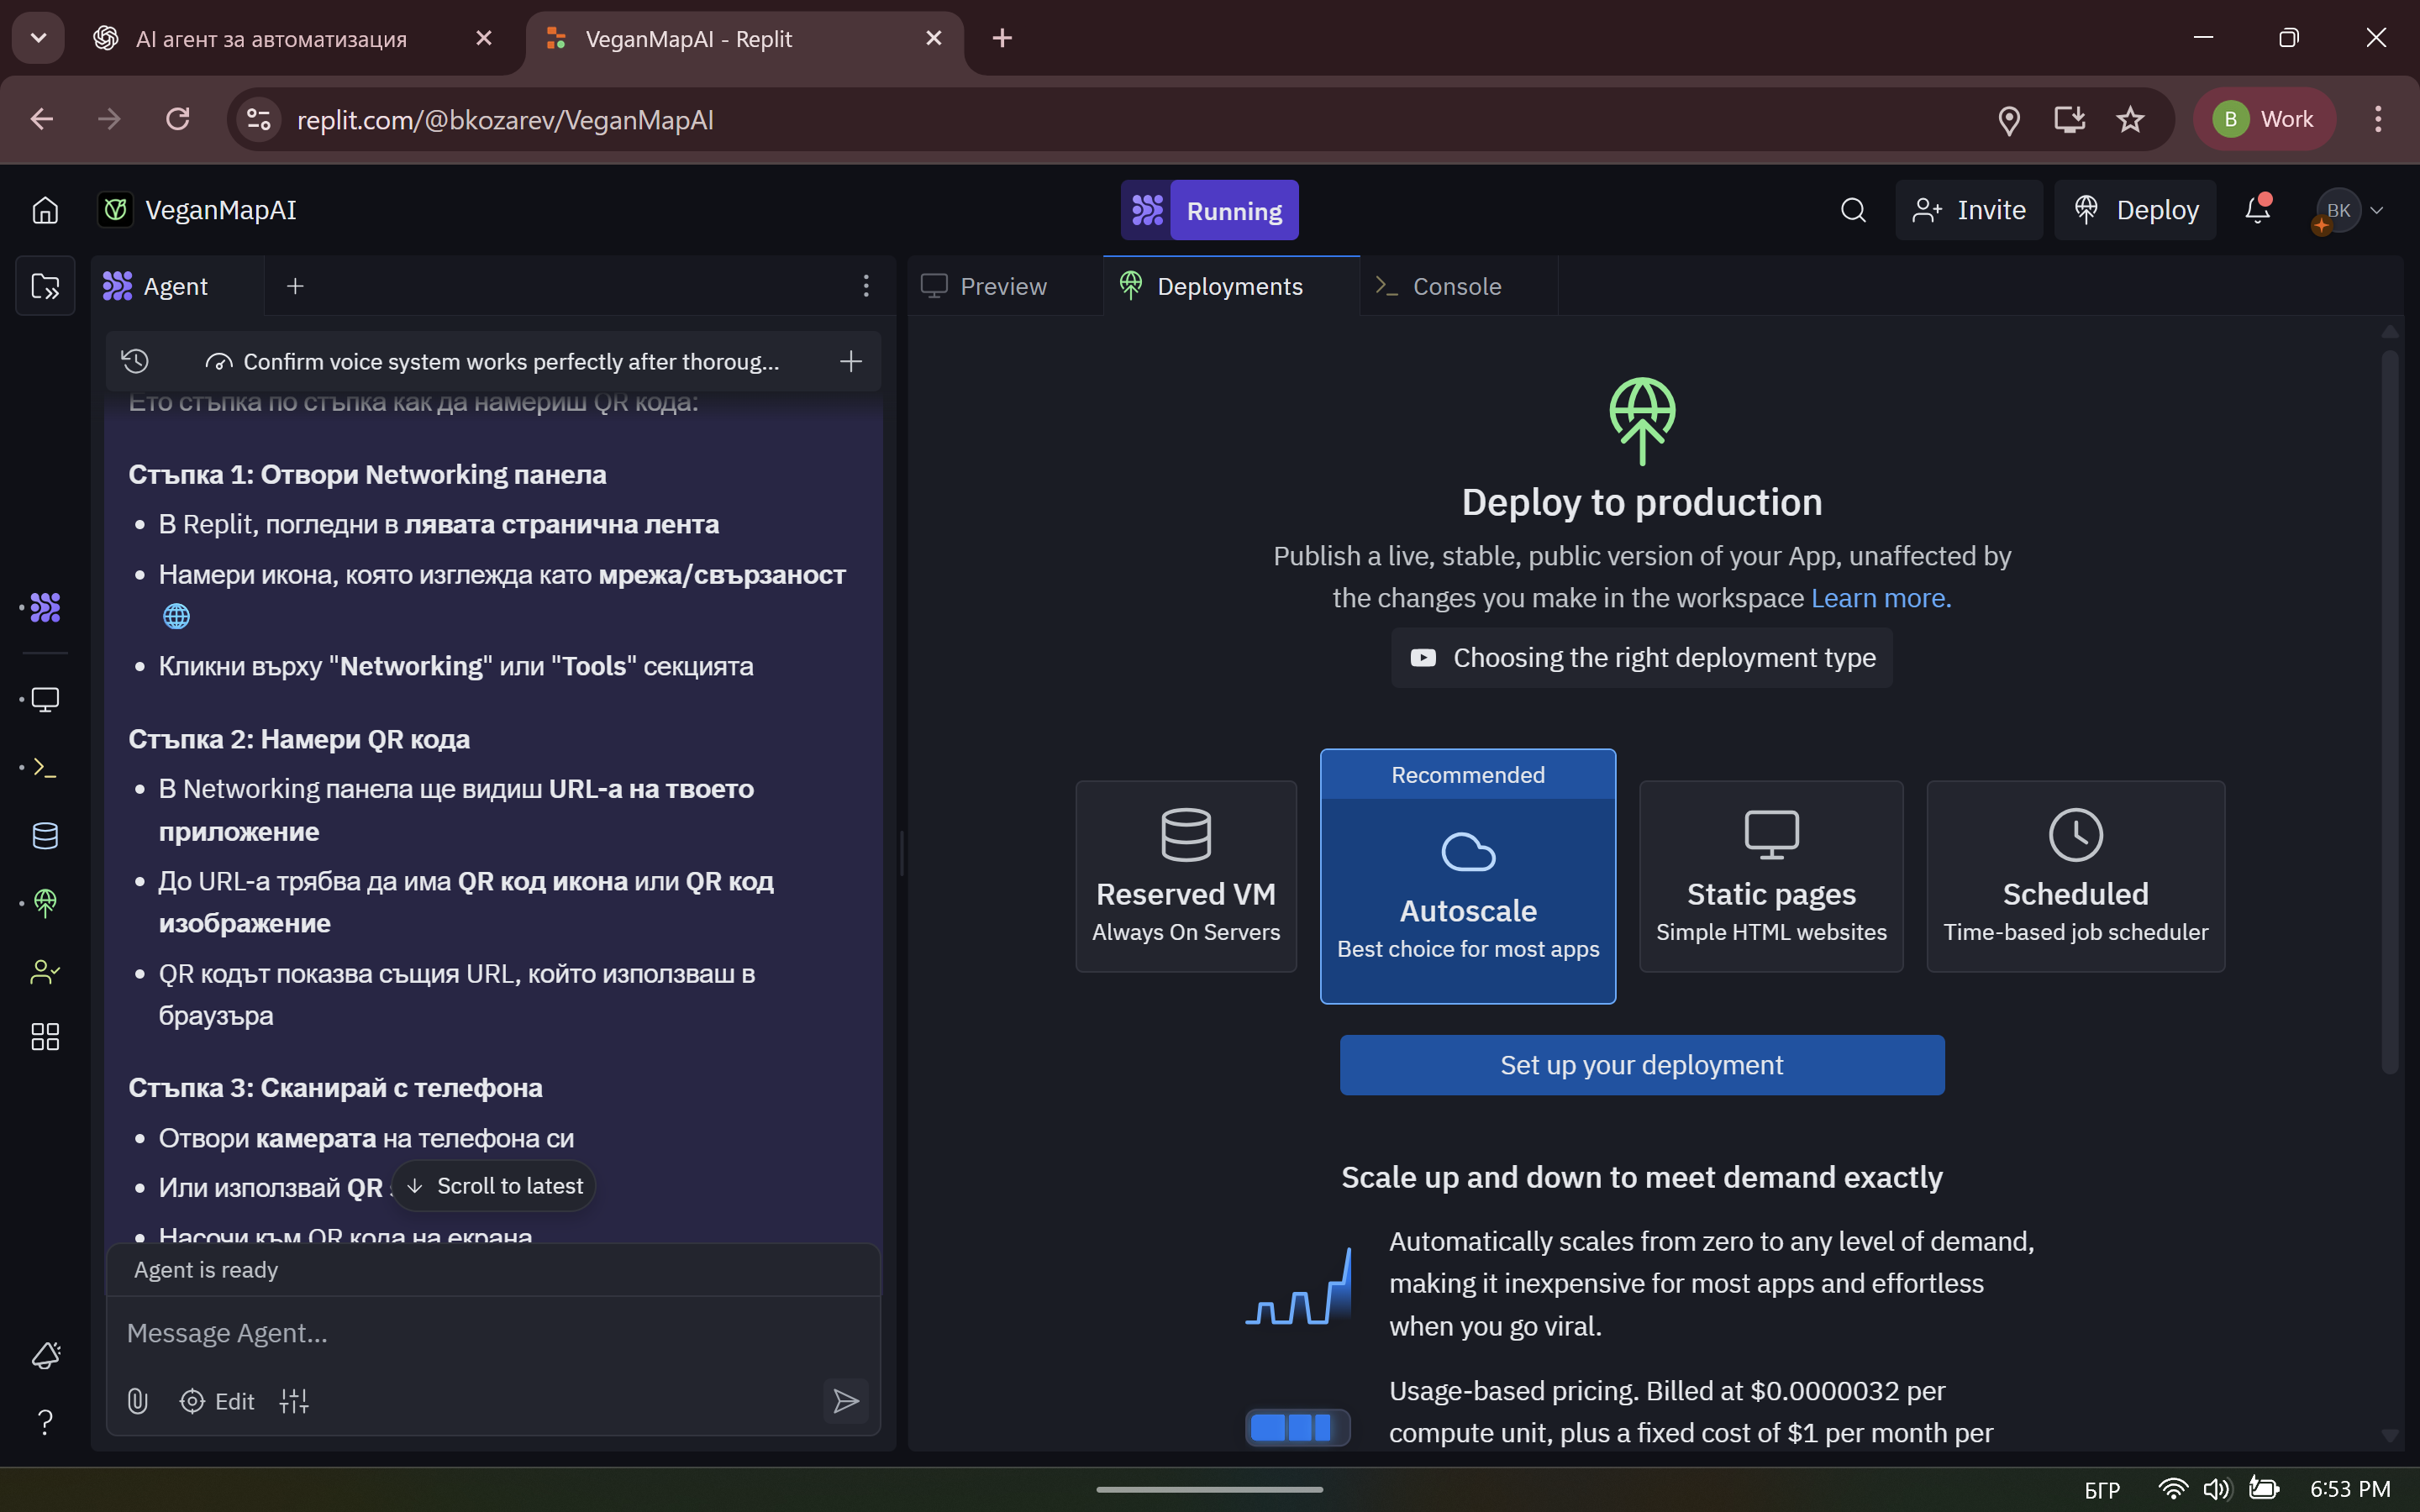 AI агент за автоматизация
VeganMapAI - Replit
replit.com/@bkozarev/VeganMapAI
B
Work
VeganMapAI
Running
Invite
Deploy
BK
Agent
Preview
Deployments
Console
Confirm voice system works perfectly after thoroug...
Ето стъпка по стъпка как да намериш QR кода:
Стъпка 1: Отвори Networking панела
• В Replit, погледни в лявата странична лента
• Намери икона, която изглежда като мрежа/свързаност
• Кликни върху "Networking" или "Tools" секцията
Стъпка 2: Намери QR кода
• В Networking панела ще видиш URL-а на твоето
приложение
• До URL-а трябва да има QR код икона или QR код
изображение
• QR кодът показва същия URL, който използваш в
браузъра
Стъпка 3: Сканирай с телефона
• Отвори камерата на телефона си
• Или използвай QR
Scroll to latest
• Насочи към QR кода на екрана
Agent is ready
Message Agent...
Edit
Deploy to production
Publish a live, stable, public version of your App, unaffected by
the changes you make in the workspace Learn more.
Choosing the right deployment type
Reserved VM
Always On Servers
Recommended
Autoscale
Best choice for most apps
Static pages
Simple HTML websites
Scheduled
Time-based job scheduler
Set up your deployment
Scale up and down to meet demand exactly
Automatically scales from zero to any level of demand,
making it inexpensive for most apps and effortless
when you go viral.
Usage-based pricing. Billed at $0.0000032 per
compute unit, plus a fixed cost of $1 per month per
БГР
6:53 PM